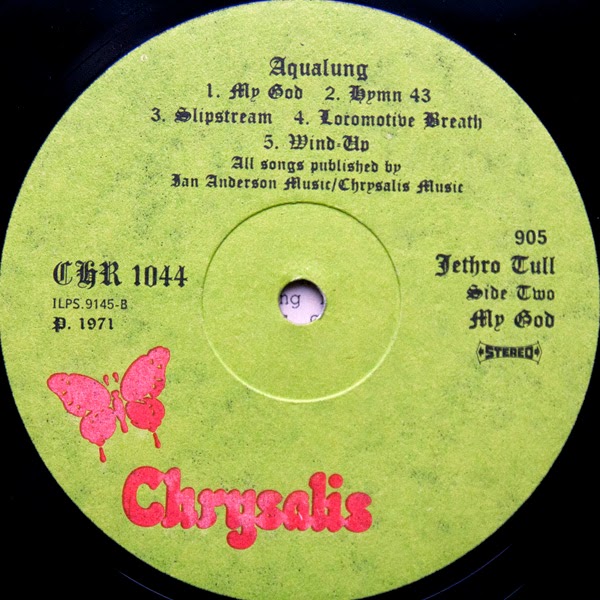 Aqualung
1. My God 2. Hymn 43
3. Slipstream 4. Locomotive Breath
5. Wind-Up
All songs published by
Ian Anderson Music/Chrysalis Music
CHR 1044
ILPS.9145-B
P. 1971
905
Jethro Tull
Side Two
My God
STEREO
ng
Chrysalis